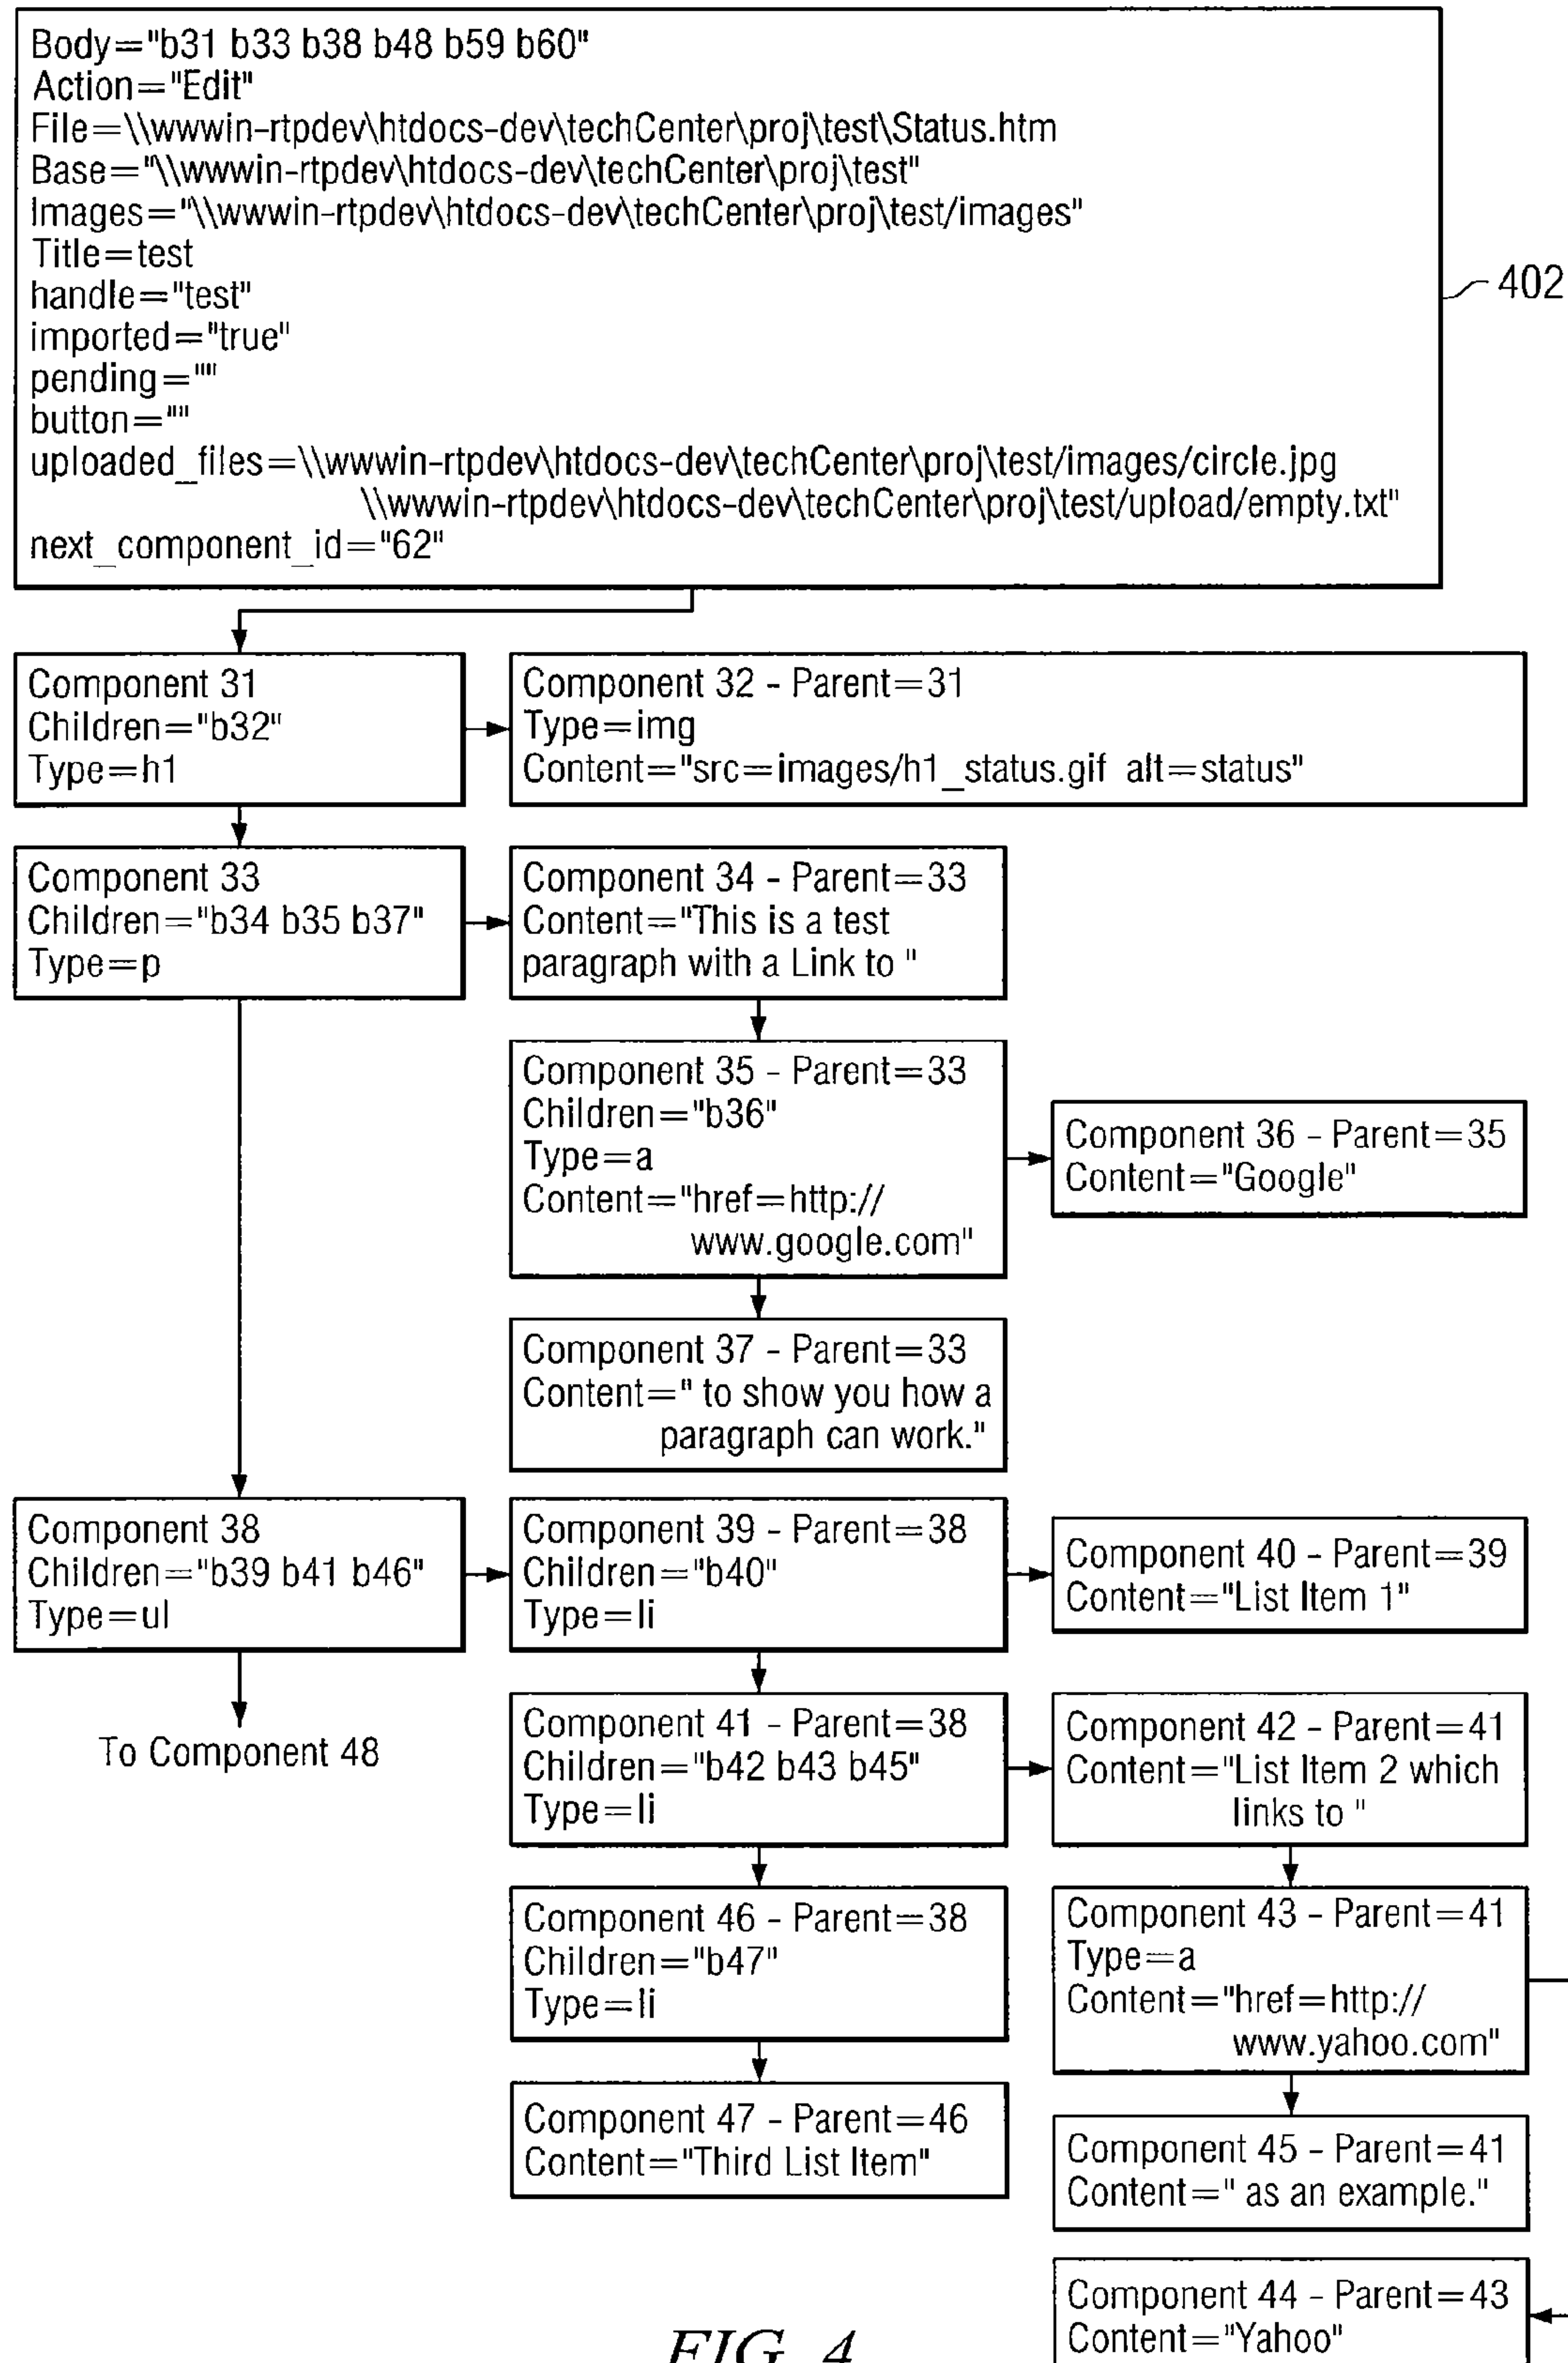 Body="b31 b33 b38 b48 b59 b60"
Action="Edit"
File=\\wwwin-rtpdev\htdocs-dev\techCenter\proj\test\Status.htm
Base="\\wwwin-rtpdev\htdocs-dev\techCenter\proj\test"
Images="\\wwwin-rtpdev\htdocs-dev\techCenter\proj\test/images"
Title=test
handle="test"
imported="true"
pending=""
button=""
uploaded_files=\\wwwin-rtpdev\htdocs-dev\techCenter\proj\test/images/circle.jpg
\\wwwin-rtpdev\htdocs-dev\techCenter\proj\test/upload/empty.txt"
next_component_id="62"
402
Component 31
Children="b32"
Type=h1
Component 32 - Parent=31
Type=img
Content="src=images/h1_status.gif alt=status"
Component 33
Children="b34 b35 b37"
Type=p
Component 34 - Parent=33
Content="This is a test
paragraph with a Link to "
Component 35 - Parent=33
Children="b36"
Type=a
Content="href=http://
www.google.com"
Component 36 - Parent=35
Content="Google"
Component 37 - Parent=33
Content=" to show you how a
paragraph can work."
Component 38
Children="b39 b41 b46"
Type=ul
To Component 48
Component 39 - Parent=38
Children="b40"
Type=li
Component 40 - Parent=39
Content="List Item 1"
Component 41 - Parent=38
Children="b42 b43 b45"
Type=li
Component 42 - Parent=41
Content="List Item 2 which
links to "
Component 46 - Parent=38
Children="b47"
Type=li
Component 43 - Parent=41
Type=a
Content="href=http://
www.yahoo.com"
Component 47 - Parent=46
Content="Third List Item"
Component 45 - Parent=41
Content=" as an example."
Component 44 - Parent=43
Content="Yahoo"
FIG. 4